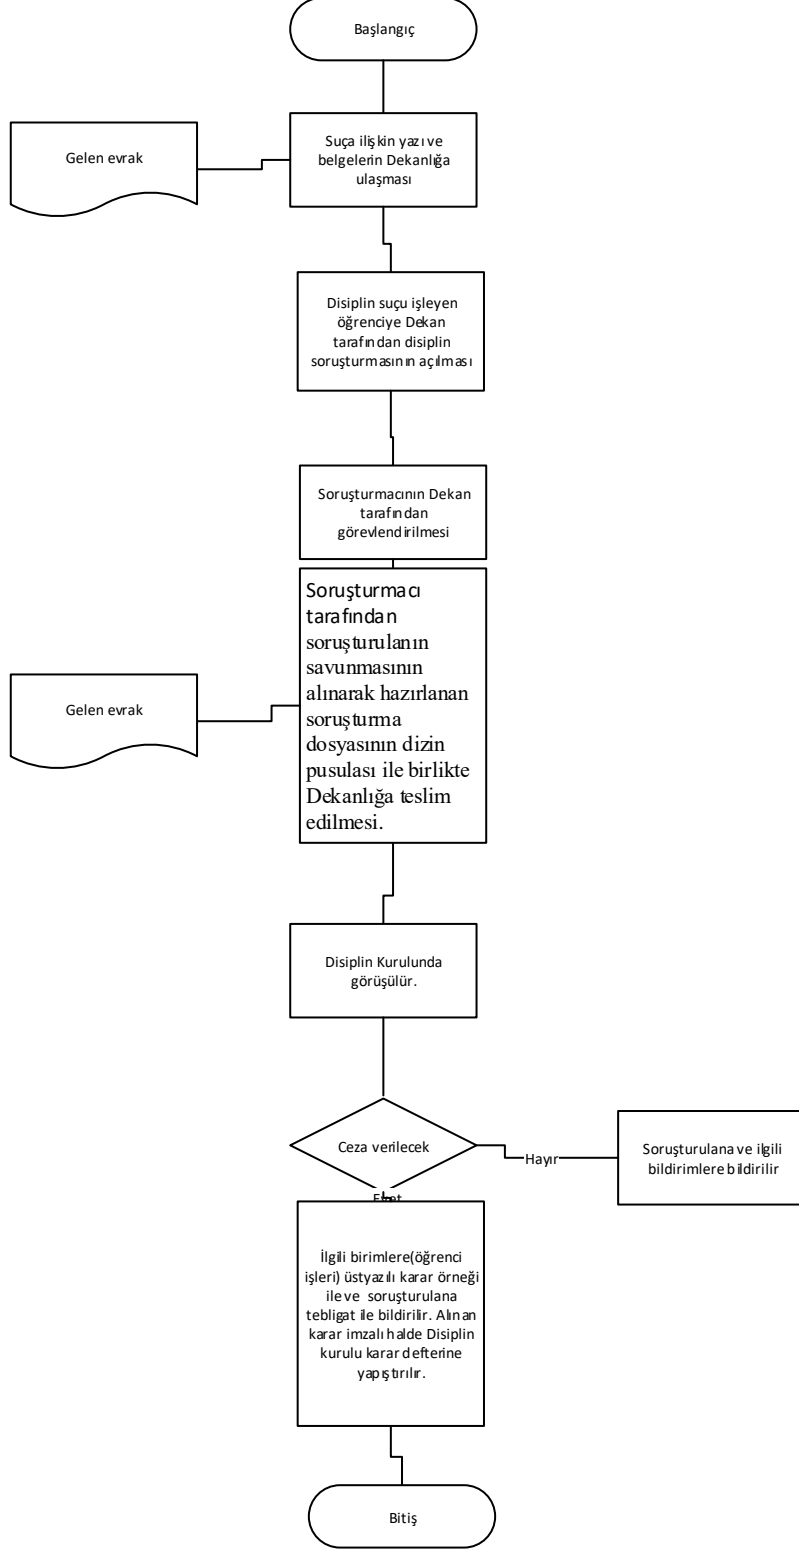 Başlangıç
Gelen evrak
Suça ilişkin yazı ve
belgelerin Dekanlığa
ulaşması
Disiplin suçu işleyen
öğrenciye Dekan
tarafından disiplin
soruşturmasının açılması
Soruşturmacının Dekan
tarafından
görevlendirilmesi
Soruşturmacı
tarafından
soruşturulanın
savunmasının
alınarak hazırlanan
soruşturma
dosyasının dizin
pusulası ile birlikte
Dekanlığa teslim
edilmesi.
Gelen evrak
Disiplin Kurulunda
görüşülür.
Ceza verilecek
Hayır
Soruşturulana ve ilgili
bildirimlere bildirilir
Evet
İlgili birimlere(öğrenci
işleri) üstyazılı karar örneği
ile ve soruşturulana
tebligat ile bildirilir. Alınan
karar imzalı halde Disiplin
kurulu karar defterine
yapıştırılır.
Bitiş